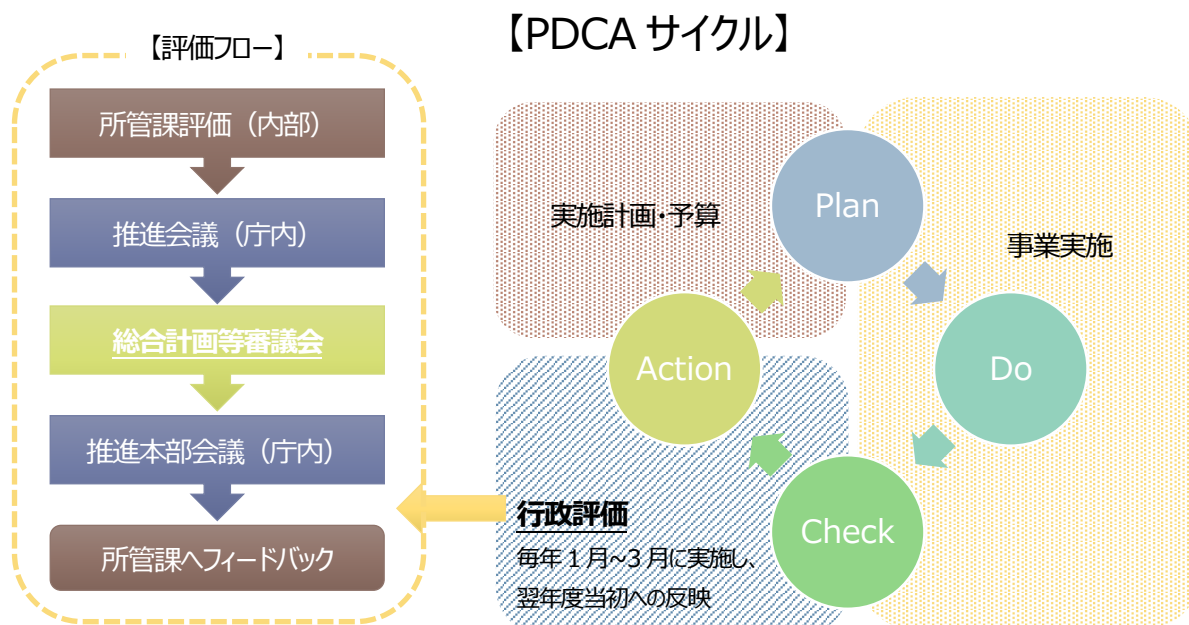 【PDCA サイクル】
【評価フロー】
所管課評価（内部）
推進会議（庁内）
総合計画等審議会
推進本部会議（庁内）
所管課へフィードバック
実施計画・予算
Plan
事業実施
Action
Do
Check
行政評価
毎年 1 月~3 月に実施し、
翌年度当初への反映